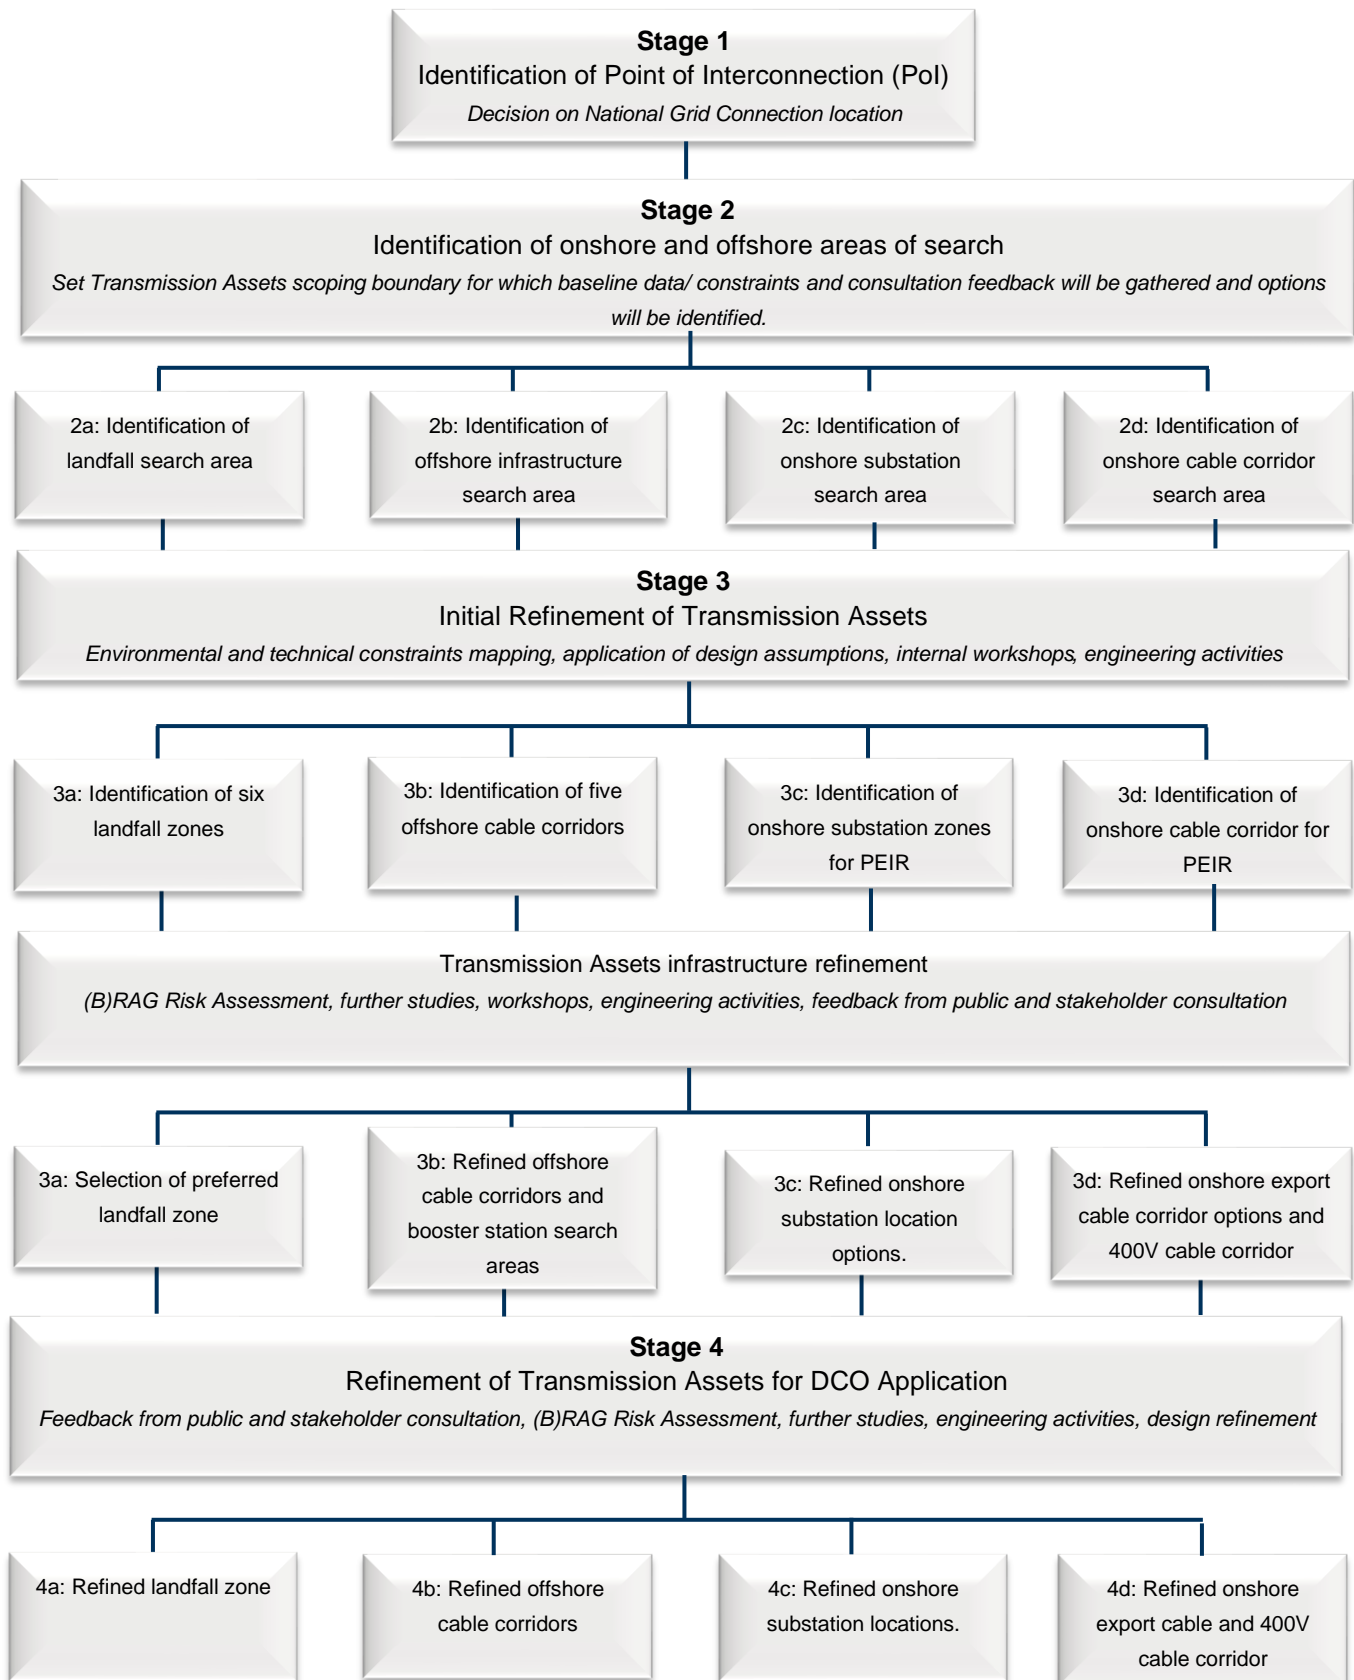 Stage 1
Identification of Point of Interconnection (PoI)
Decision on National Grid Connection location
Stage 2
Identification of onshore and offshore areas of search
Set Transmission Assets scoping boundary for which baseline data/ constraints and consultation feedback will be gathered and options
will be identified.
2a: Identification of
landfall search area
2b: Identification of
offshore infrastructure
search area
2c: Identification of
onshore substation
search area
2d: Identification of
onshore cable corridor
search area
Stage 3
Initial Refinement of Transmission Assets
Environmental and technical constraints mapping, application of design assumptions, internal workshops, engineering activities
3a: Identification of six
landfall zones
3b: Identification of five
offshore cable corridors
3c: Identification of
onshore substation zones
for PEIR
3d: Identification of
onshore cable corridor for
PEIR
Transmission Assets infrastructure refinement
(B)RAG Risk Assessment, further studies, workshops, engineering activities, feedback from public and stakeholder consultation
3a: Selection of preferred
landfall zone
3b: Refined offshore
cable corridors and
booster station search
areas
3c: Refined onshore
substation location
options.
3d: Refined onshore export
cable corridor options and
400V cable corridor
Stage 4
Refinement of Transmission Assets for DCO Application
Feedback from public and stakeholder consultation, (B)RAG Risk Assessment, further studies, engineering activities, design refinement
4a: Refined landfall zone
4b: Refined offshore
cable corridors
4c: Refined onshore
substation locations.
4d: Refined onshore
export cable and 400V
cable corridor